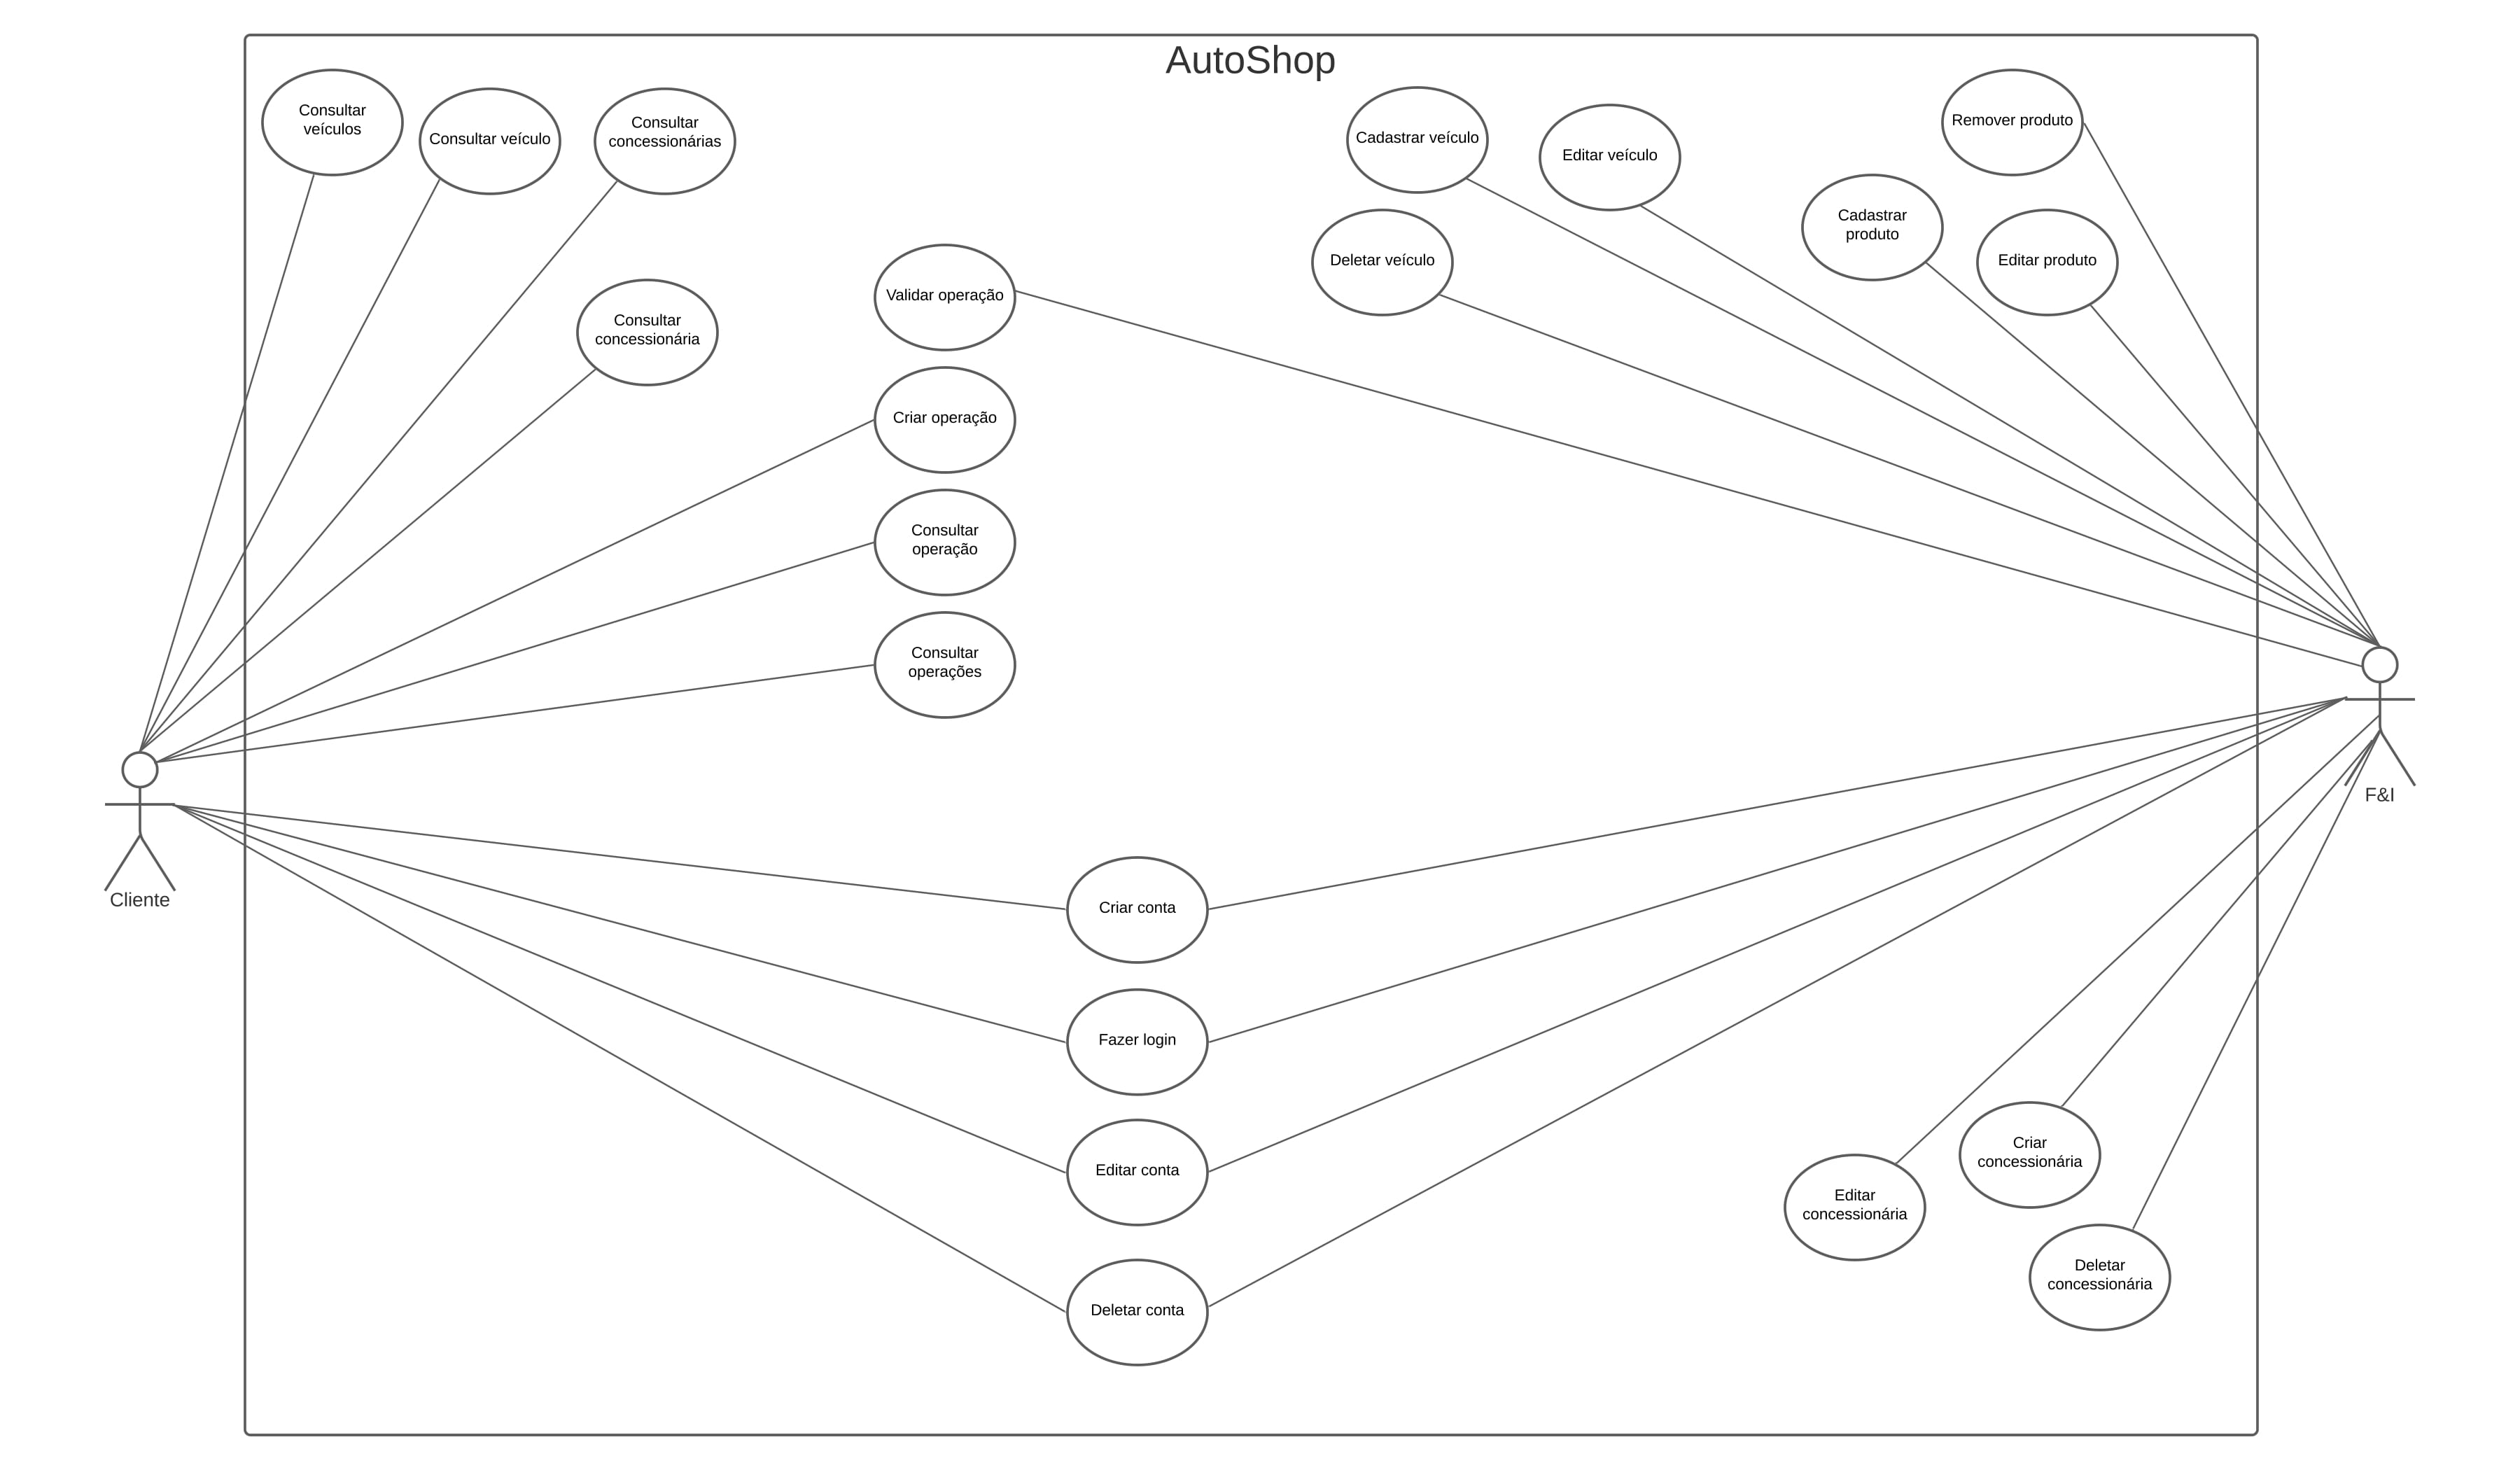 AutoShop
Consultar
veículos
Consultar veículo
Consultar
concessionárias
Cadastrar veículo
Editar veículo
Remover produto
Cadastrar
produto
Deletar veículo
Editar produto
Validar operação
Consultar
concessionária
Criar operação
Consultar
operação
Consultar
operações
F&I
Cliente
Criar conta
Fazer login
Editar conta
Criar
concessionária
Editar
concessionária
Deletar
concessionária
Deletar conta